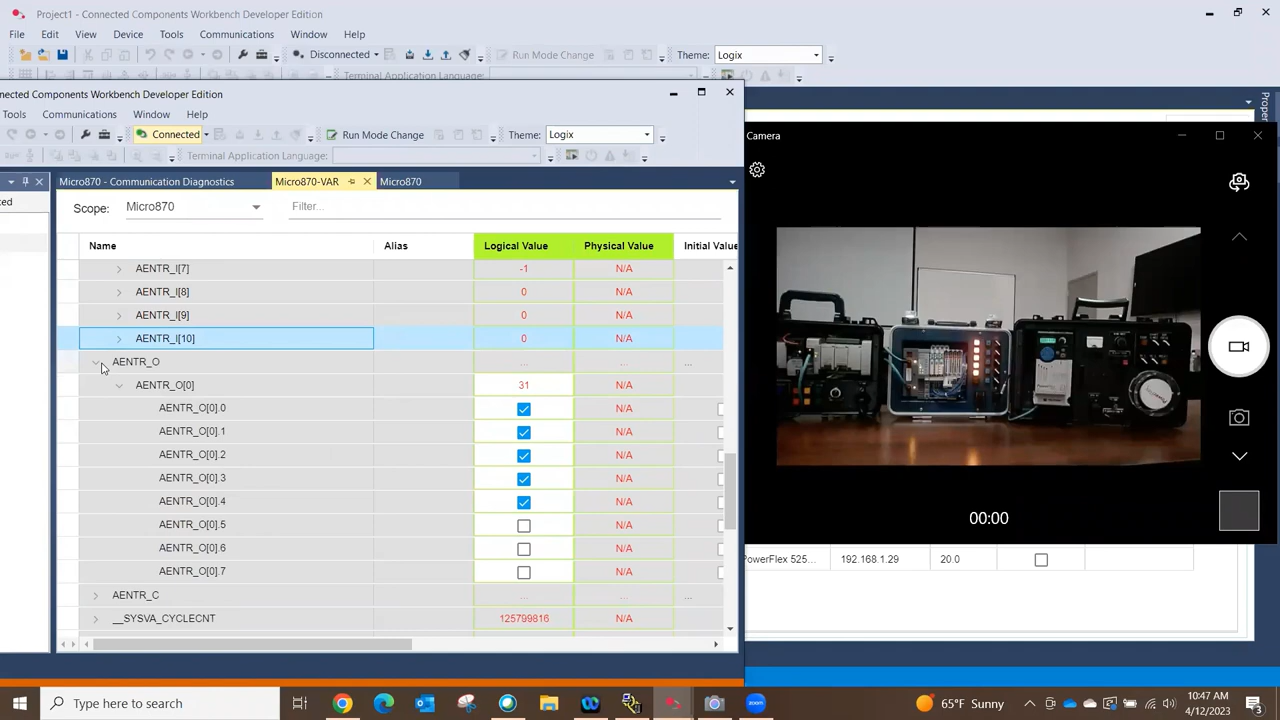 Project1 - Connected Components Workbench Developer Edition
File Edit View Device Tools Communications Window Help
Disconnected Run Mode Change Theme: Logix
Terminal Application Language:
nected Components Workbench Developer Edition
Tools Communications Window Help
Connected Run Mode Change Theme: Logix
Terminal Application Language:
Micro870 - Communication Diagnostics Micro870-VAR Micro870
Scope: Micro870 Filter...
Name Alias Logical Value Physical Value Initial Valu
AENTR_I[7] -1 N/A
AENTR_I[8] 0 N/A
AENTR_I[9] 0 N/A
AENTR_I[10] 0 N/A
AENTR_O ... ... ...
AENTR_O[0] 31 N/A
AENTR_O[0].0 N/A
AENTR_O[0].1 N/A
AENTR_O[0].2 N/A
AENTR_O[0].3 N/A
AENTR_O[0].4 N/A
AENTR_O[0].5 N/A
AENTR_O[0].6 N/A
AENTR_O[0].7 N/A
AENTR_C ... ... ...
__SYSVA_CYCLECNT 125799816 N/A
Prope
Camera
00:00
PowerFlex 525... 192.168.1.29 20.0
Type here to search
zoom
65°F Sunny
10:47 AM
4/12/2023
3